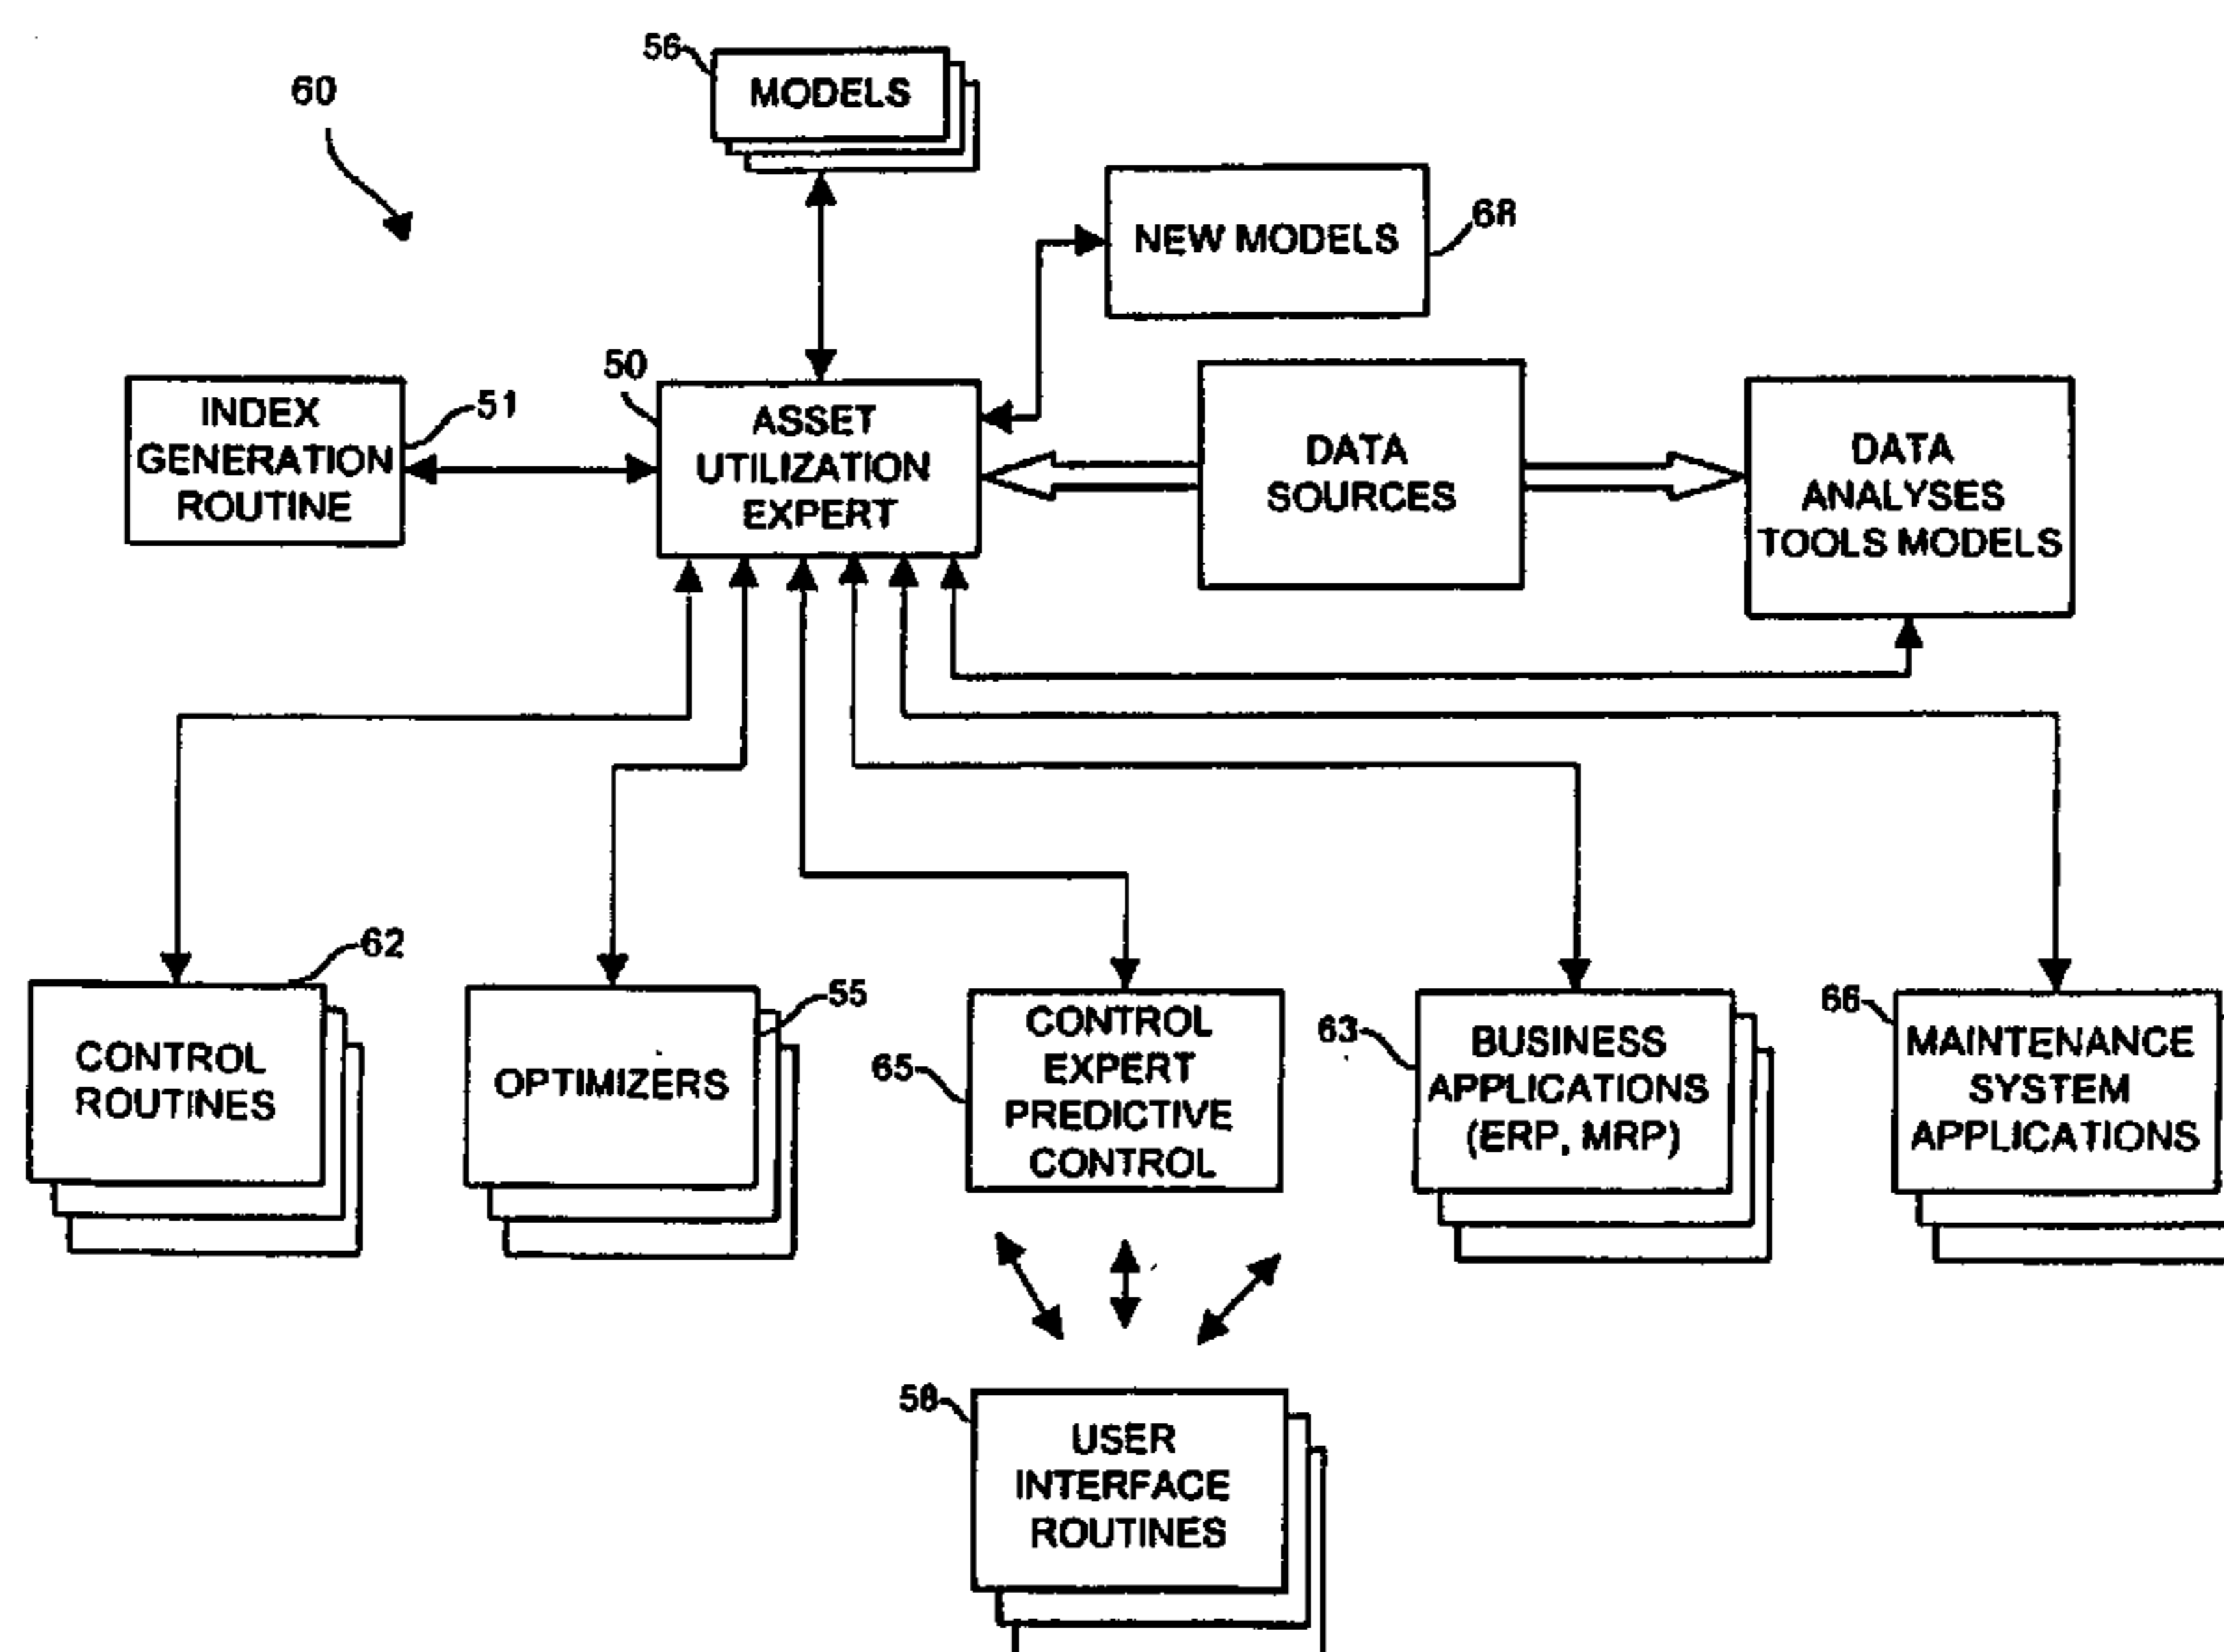 56
MODELS
60
NEW MODELS
68
50
INDEX
GENERATION
ROUTINE
51
ASSET
UTILIZATION
EXPERT
DATA
SOURCES
DATA
ANALYSES
TOOLS MODELS
62
CONTROL
ROUTINES
55
OPTIMIZERS
65
CONTROL
EXPERT
PREDICTIVE
CONTROL
63
BUSINESS
APPLICATIONS
(ERP, MRP)
66
MAINTENANCE
SYSTEM
APPLICATIONS
58
USER
INTERFACE
ROUTINES